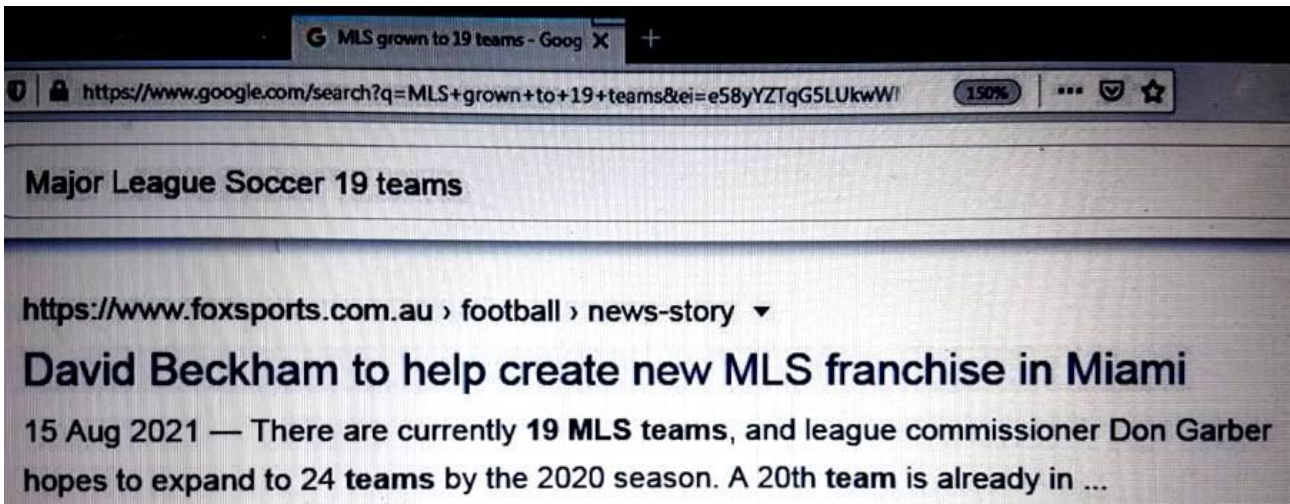 G MLS grown to 19 teams - Goog X +
https://www.google.com/search?q=MLS+grown+to+19+teams&ei=e58yYZTqG5LUkwW 150%
Major League Soccer 19 teams
https://www.foxsports.com.au › football › news-story
David Beckham to help create new MLS franchise in Miami
15 Aug 2021 — There are currently 19 MLS teams, and league commissioner Don Garber
hopes to expand to 24 teams by the 2020 season. A 20th team is already in ...